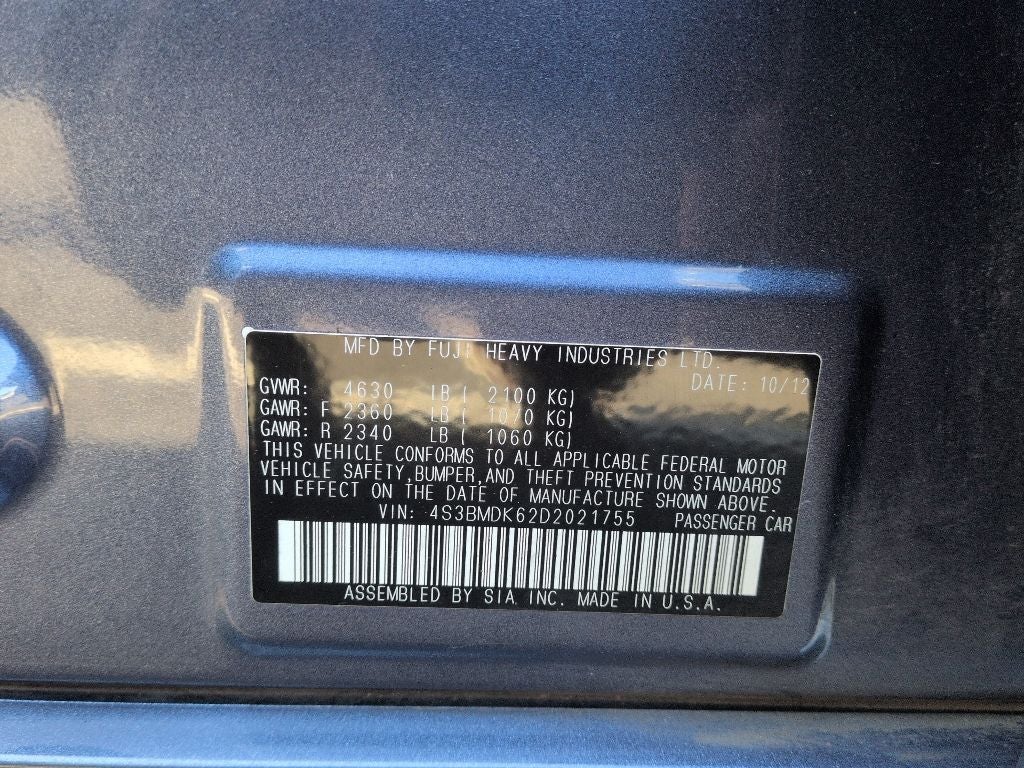 MFD BY FUJI HEAVY INDUSTRIES LTD.
DATE: 10/12
GVWR: 4630 LB ( 2100 KG)
GAWR: F 2360 LB ( 1070 KG)
GAWR: R 2340 LB ( 1060 KG)
THIS VEHICLE CONFORMS TO ALL APPLICABLE FEDERAL MOTOR
VEHICLE SAFETY,BUMPER,AND THEFT PREVENTION STANDARDS
IN EFFECT ON THE DATE OF MANUFACTURE SHOWN ABOVE.
VIN: 4S3BMDK62D2021755 PASSENGER CAR
ASSEMBLED BY SIA INC. MADE IN U.S.A.